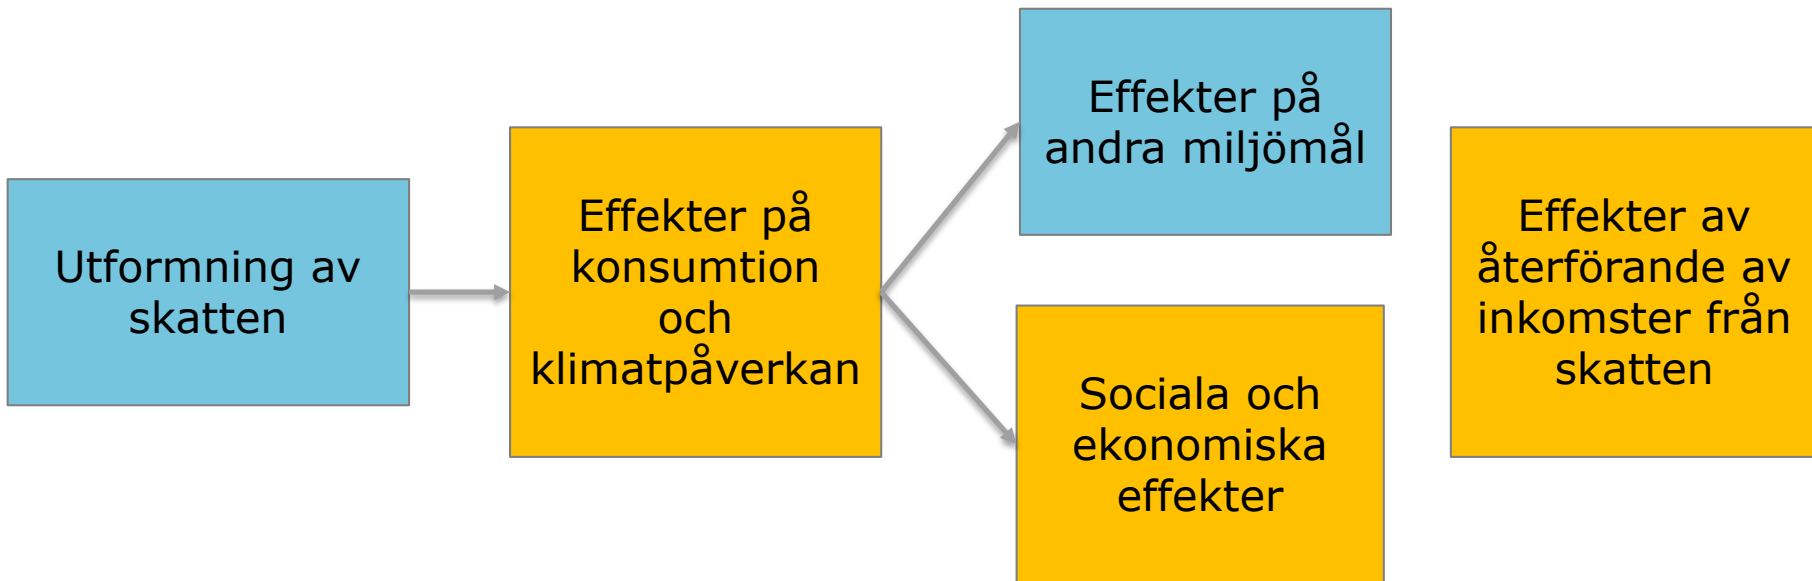 Utformning av
skatten
Effekter på
konsumtion
och
klimatpåverkan
Effekter på
andra miljömål
Sociala och
ekonomiska
effekter
Effekter av
återförande av
inkomster från
skatten